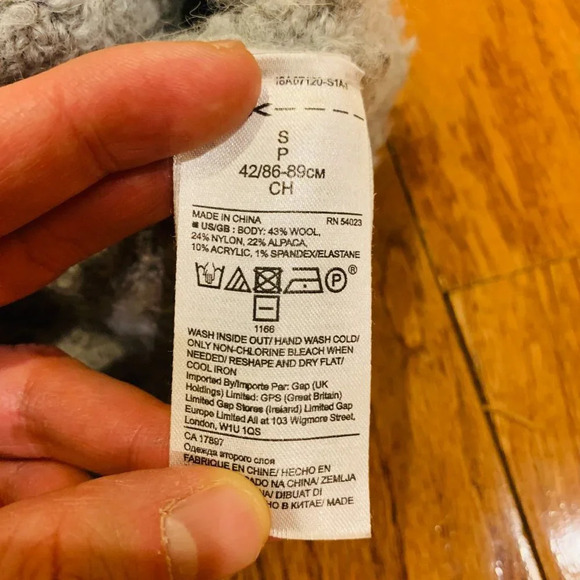 S
P
42/86-89CM
CH
MADE IN CHINA RN 54023
US/GB : BODY: 43% WOOL,
24% NYLON, 22% ALPACA,
10% ACRYLIC, 1% SPANDEX/ELASTANE
P®
1166
WASH INSIDE OUT/ HAND WASH COLD/
ONLY NON-CHLORINE BLEACH WHEN
NEEDED/ RESHAPE AND DRY FLAT/
COOL IRON
Imported By/Importe Par: Gap (UK
Holdings) Limited: GPS (Great Britain)
Limited Gap Stores (Ireland) Limited Gap
Europe Limited All at 103 Wigmore Street,
London, W1U 1QS
CA 17897
Одежда второго слоя
FABRIQUE EN CHINE/ HECHO EN
NA CHINA/ ZEMLJA
INA/ DIBUAT DI
НО В КИТАЕ/ MADE